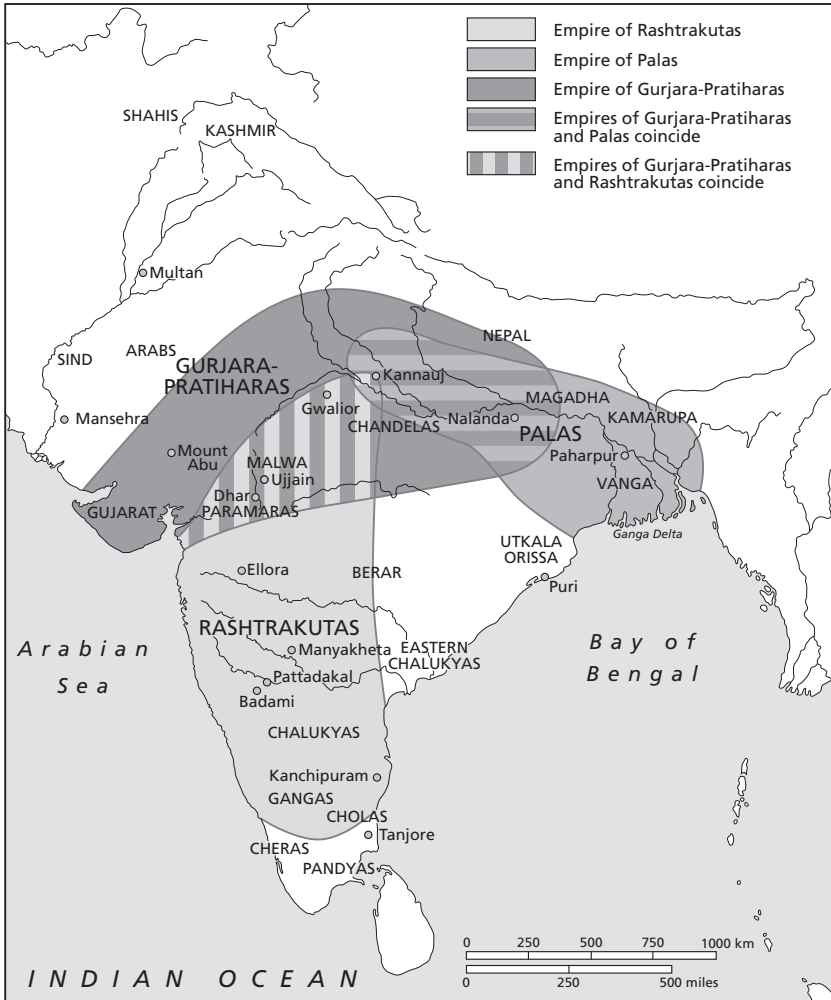 Empire of Rashtrakutas
Empire of Palas
Empire of Gurjara-Pratiharas
Empires of Gurjara-Pratiharas
and Palas coincide
Empires of Gurjara-Pratiharas
and Rashtrakutas coincide
SHAHIS
KASHMIR
Multan
NEPAL
SIND
ARABS
GURJARA-
PRATIHARAS
Kannauj
MAGADHA
Mansehra
Gwalior
Nalanda
KAMARUPA
CHANDELAS
PALAS
Mount
Abu
MALWA
Paharpur
Ujjain
VANGA
Dhar
GUJARAT
PARAMARAS
Ganga Delta
UTKALA
ORISSA
Ellora
BERAR
Puri
RASHTRAKUTAS
Arabian
Sea
Manyakheta
EASTERN
CHALUKYAS
Bay of
Bengal
Pattadakal
Badami
CHALUKYAS
Kanchipuram
GANGAS
CHOLAS
Tanjore
CHERAS
PANDYAS
0 250 500 750 1000 km
0 250 500 miles
INDIAN OCEAN